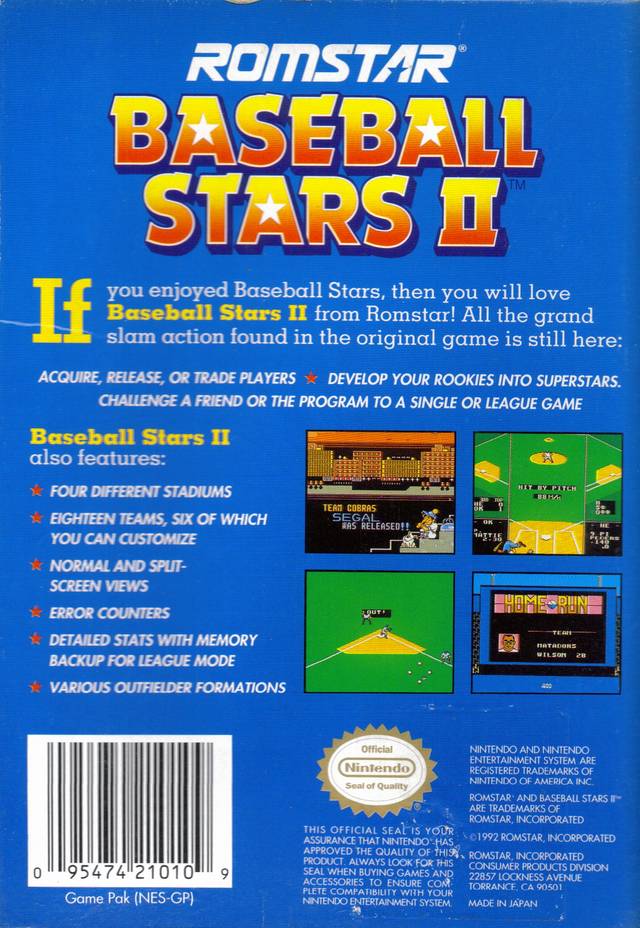 ROMSTAR®
BASEBALL
STARS II™
If you enjoyed Baseball Stars, then you will love
Baseball Stars II from Romstar! All the grand
slam action found in the original game is still here:
ACQUIRE, RELEASE, OR TRADE PLAYERS ★ DEVELOP YOUR ROOKIES INTO SUPERSTARS.
CHALLENGE A FRIEND OR THE PROGRAM TO A SINGLE OR LEAGUE GAME
Baseball Stars II
also features:
★ FOUR DIFFERENT STADIUMS
★ EIGHTEEN TEAMS, SIX OF WHICH
YOU CAN CUSTOMIZE
★ NORMAL AND SPLIT-
SCREEN VIEWS
★ ERROR COUNTERS
★ DETAILED STATS WITH MEMORY
BACKUP FOR LEAGUE MODE
★ VARIOUS OUTFIELDER FORMATIONS
TEAM COBRAS
SEGAL
WAS RELEASED!!
HIT BY PITCH
OUT!
HOME RUN
TEAM
MATADORS
WILSON 28
0 95474 21010 9
Game Pak (NES-GP)
Official
Nintendo
Seal of Quality
THIS OFFICIAL SEAL IS YOUR
ASSURANCE THAT NINTENDO® HAS
APPROVED THE QUALITY OF THIS
PRODUCT. ALWAYS LOOK FOR THIS
SEAL WHEN BUYING GAMES AND
ACCESSORIES TO ENSURE COM-
PLETE COMPATIBILITY WITH YOUR
NINTENDO ENTERTAINMENT SYSTEM.
NINTENDO AND NINTENDO
ENTERTAINMENT SYSTEM ARE
REGISTERED TRADEMARKS OF
NINTENDO OF AMERICA INC.
ROMSTAR® AND BASEBALL STARS II™
ARE TRADEMARKS OF
ROMSTAR, INCORPORATED
©1992 ROMSTAR, INCORPORATED
ROMSTAR, INCORPORATED
CONSUMER PRODUCTS DIVISION
22857 LOCKNESS AVENUE
TORRANCE, CA 90501
MADE IN JAPAN